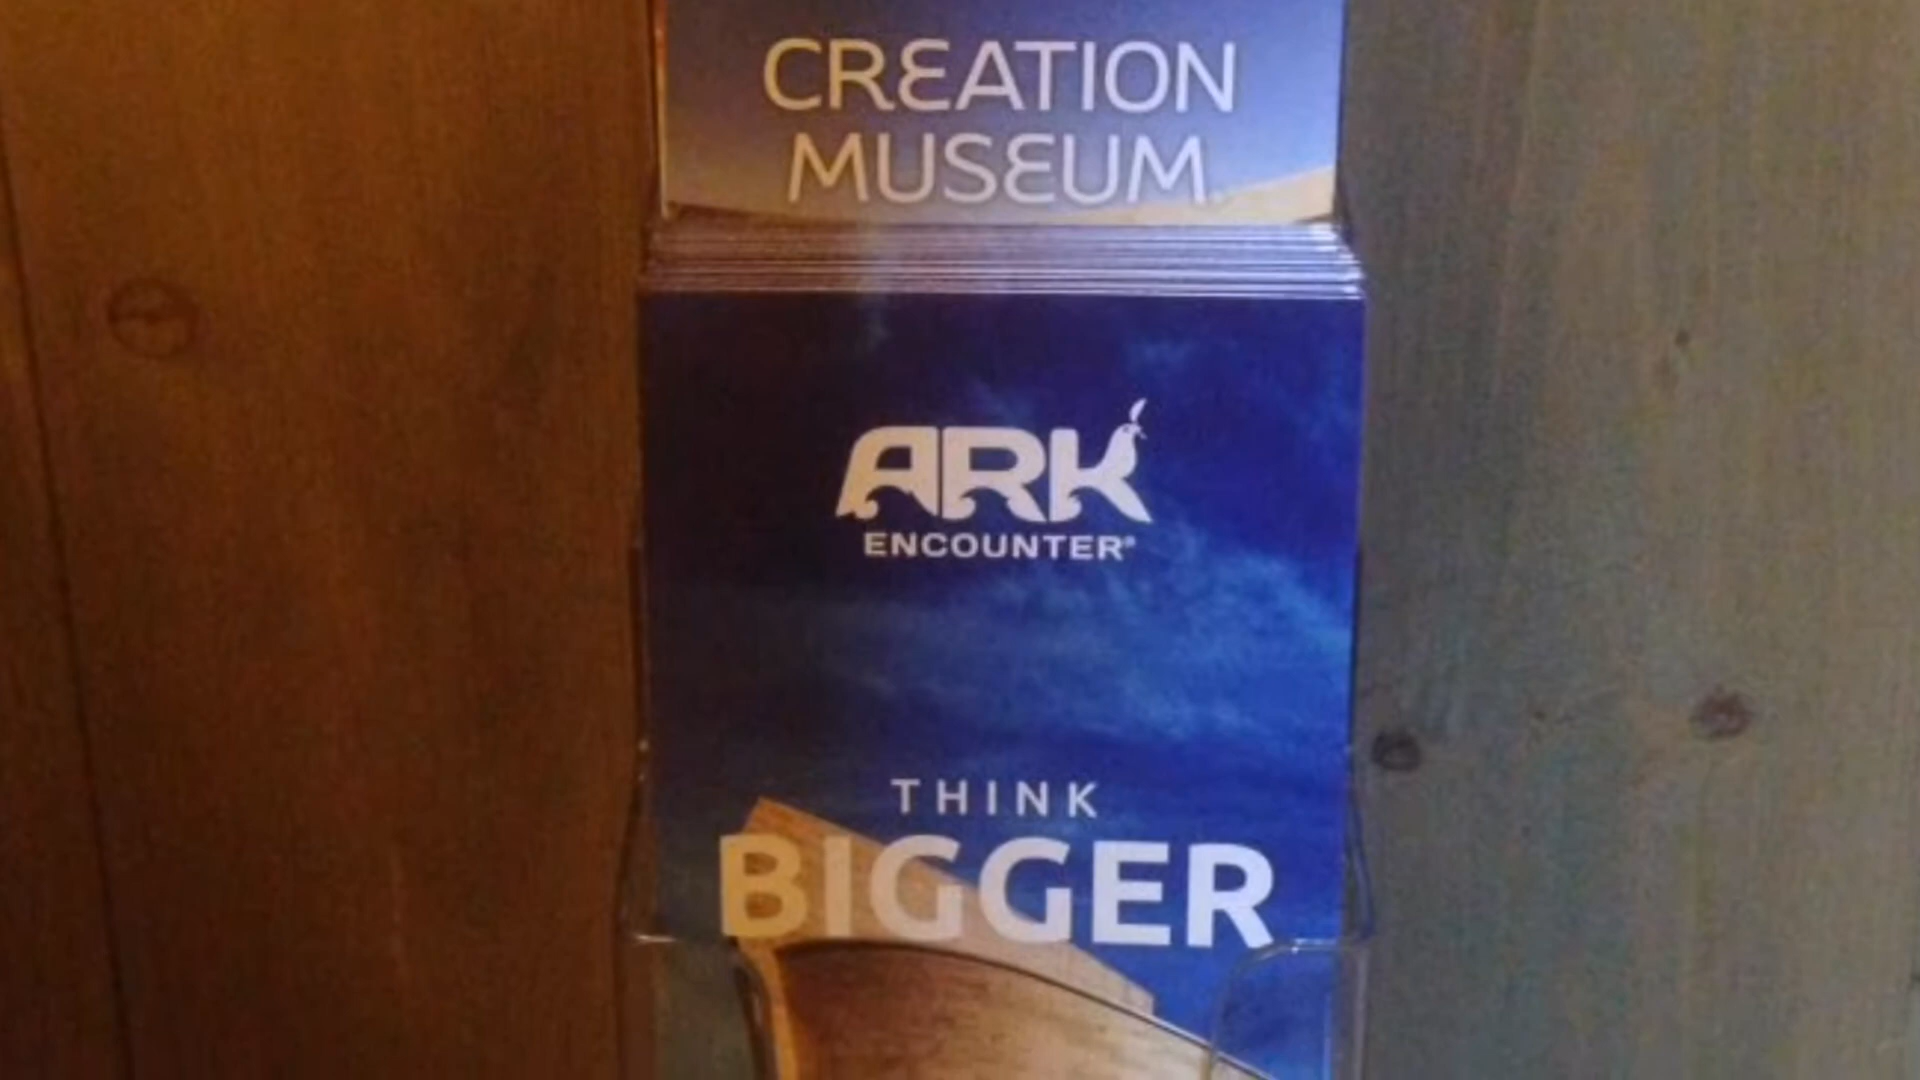 CREATION
MUSEUM.
ARK
ENCOUNTER®
THINK
BIGGER